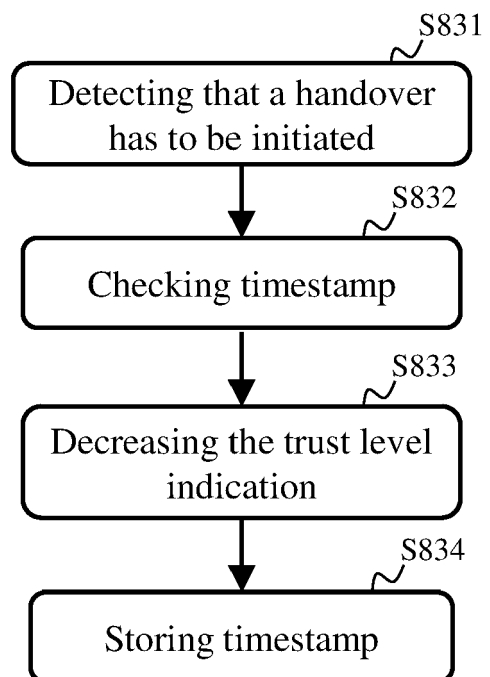 S831
Detecting that a handover
has to be initiated
S832
Checking timestamp
S833
Decreasing the trust level
indication
S834
Storing timestamp